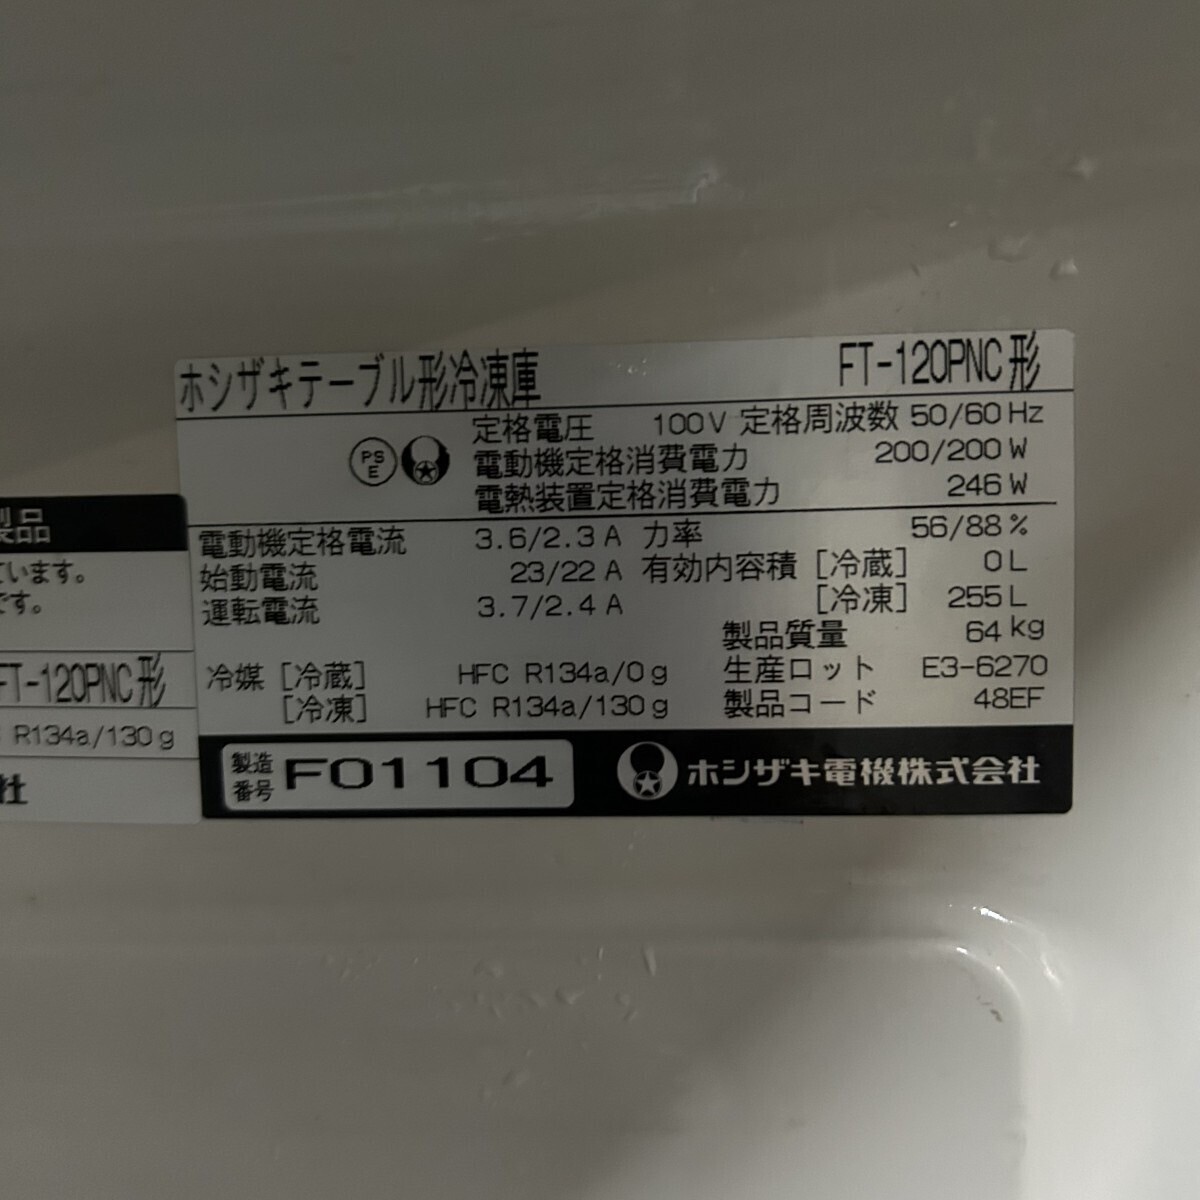 ホシザキテーブル形冷凍庫 FT-120PNC形
定格電圧 100V 定格周波数 50/60 Hz
PS
E
電動機定格消費電力 200/200 W
電熱装置定格消費電力 246 W
電動機定格電流 3.6/2.3 A 力率 56/88 %
始動電流 23/22 A 有効内容積 [冷蔵] 0 L
運転電流 3.7/2.4 A [冷凍] 255 L
製品質量 64 kg
冷媒 [冷蔵] HFC R134a/0 g 生産ロット E3-6270
[冷凍] HFC R134a/130 g 製品コード 48EF
製造番号 F01104 ホシザキ電機株式会社
製品
ています。
です。
FT-120PNC形
R134a/130 g
社